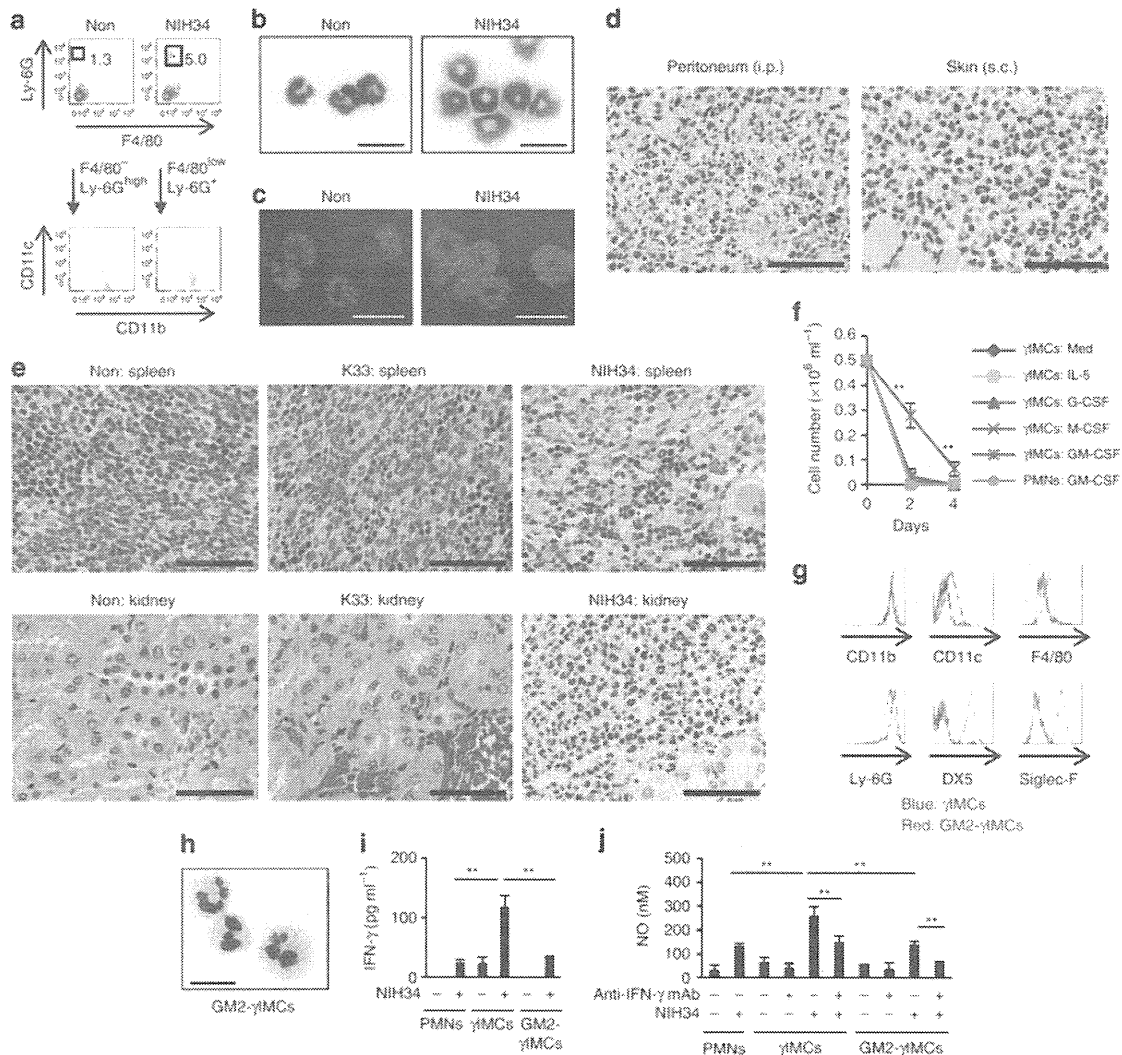 a
Non
NIH34
Ly-6G
1.3
5.0
F4/80
F4/80⁻
Ly-6Gʰⁱᵍʰ
F4/80ˡᵒʷ
Ly-6G⁺
CD11c
CD11b
b
Non
NIH34
c
Non
NIH34
d
Peritoneum (i.p.)
Skin (s.c.)
e
Non: spleen
K33: spleen
NIH34: spleen
Non: kidney
K33: kidney
NIH34: kidney
f
Cell number (×10⁶ ml⁻¹)
0.6
0.5
0.4
0.3
0.2
0.1
0
**
**
0 2 4
Days
γIMCs: Med
γIMCs: IL-5
γIMCs: G-CSF
γIMCs: M-CSF
γIMCs: GM-CSF
PMNs: GM-CSF
g
CD11b
CD11c
F4/80
Ly-6G
DX5
Siglec-F
Blue: γIMCs
Red: GM2-γIMCs
h
GM2-γIMCs
i
IFN-γ (pg ml⁻¹)
200
100
0
** **
NIH34 − + − + − +
PMNs γIMCs GM2-
γIMCs
j
NO (nM)
500
400
300
200
100
0
** **
** **
Anti-IFN-γ mAb − − − + − + − + − +
NIH34 − + − − + + − − + +
PMNs γIMCs GM2-γIMCs